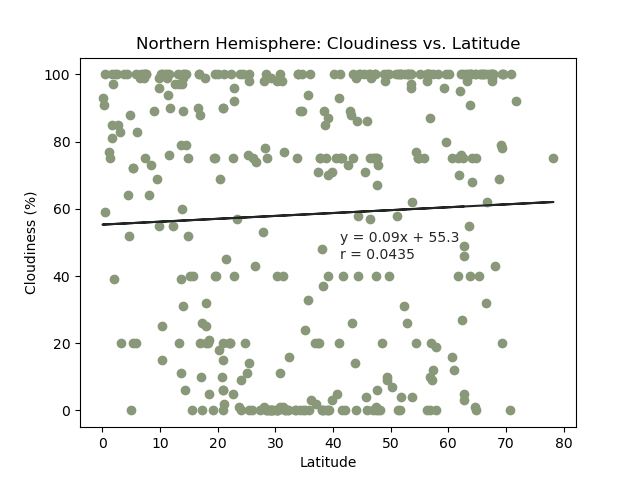 Northern Hemisphere: Cloudiness vs. Latitude
100
80
60
40
20
0
Cloudiness (%)
y = 0.09x + 55.3
r = 0.0435
0 10 20 30 40 50 60 70 80
Latitude